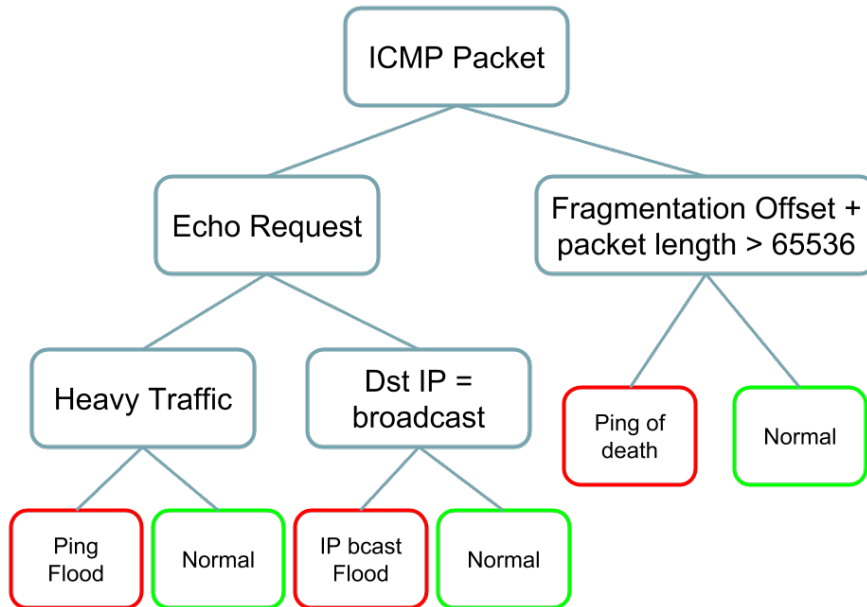 ICMP Packet
Echo Request
Fragmentation Offset +
packet length > 65536
Heavy Traffic
Dst IP =
broadcast
Ping of
death
Normal
Ping
Flood
Normal
IP bcast
Flood
Normal